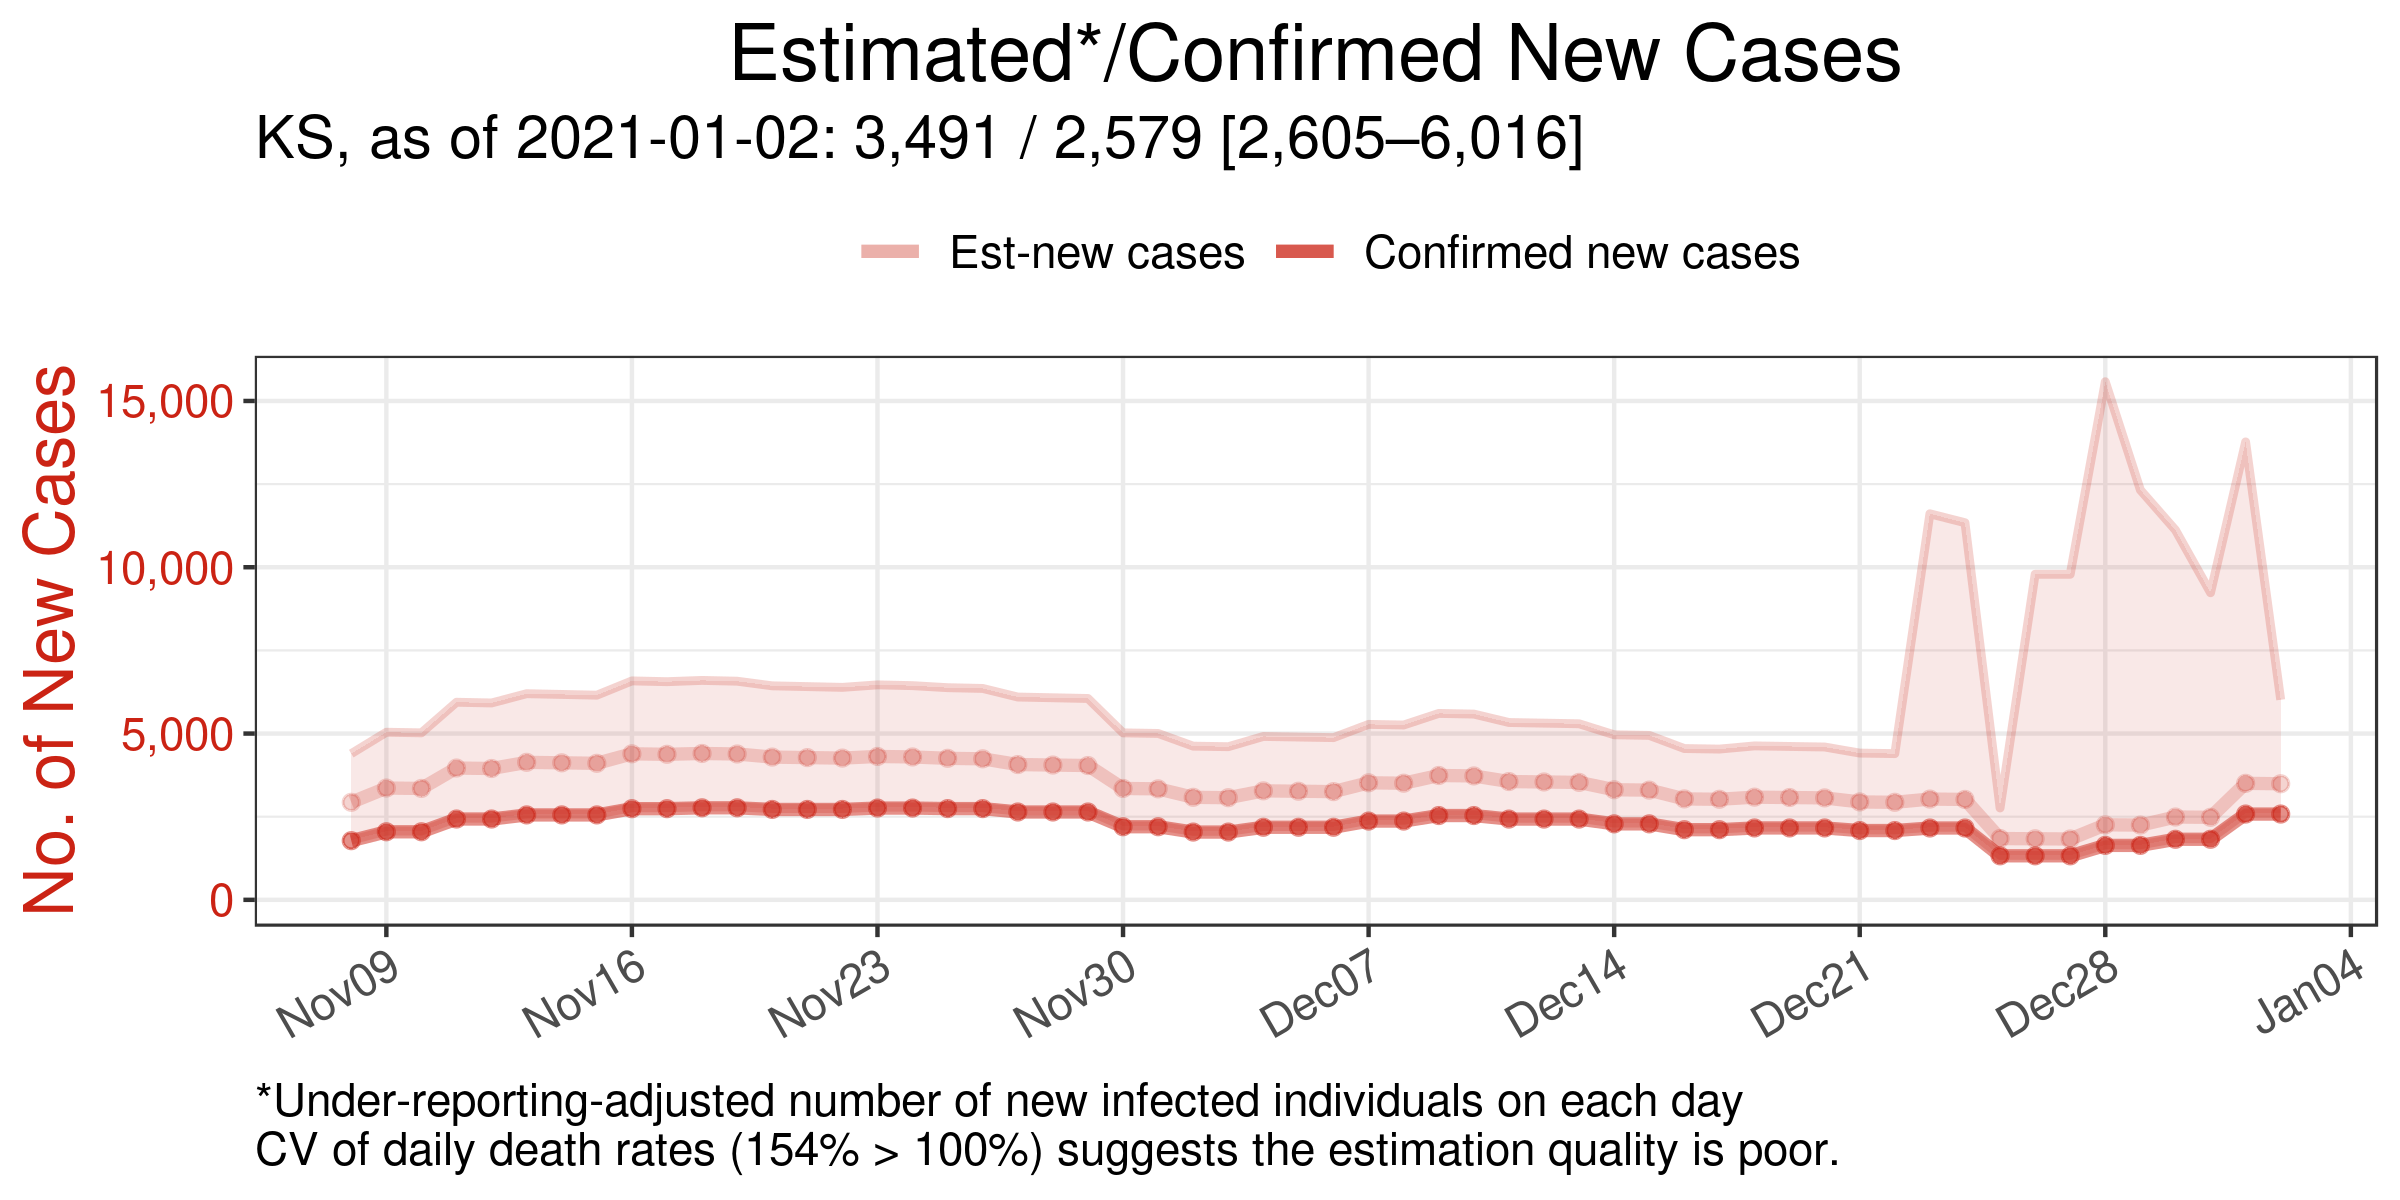 Estimated*/Confirmed New Cases
KS, as of 2021-01-02: 3,491 / 2,579 [2,605–6,016]
Est-new cases
Confirmed new cases
No. of New Cases
15,000
10,000
5,000
0
Nov09
Nov16
Nov23
Nov30
Dec07
Dec14
Dec21
Dec28
Jan04
*Under-reporting-adjusted number of new infected individuals on each day
CV of daily death rates (154% > 100%) suggests the estimation quality is poor.